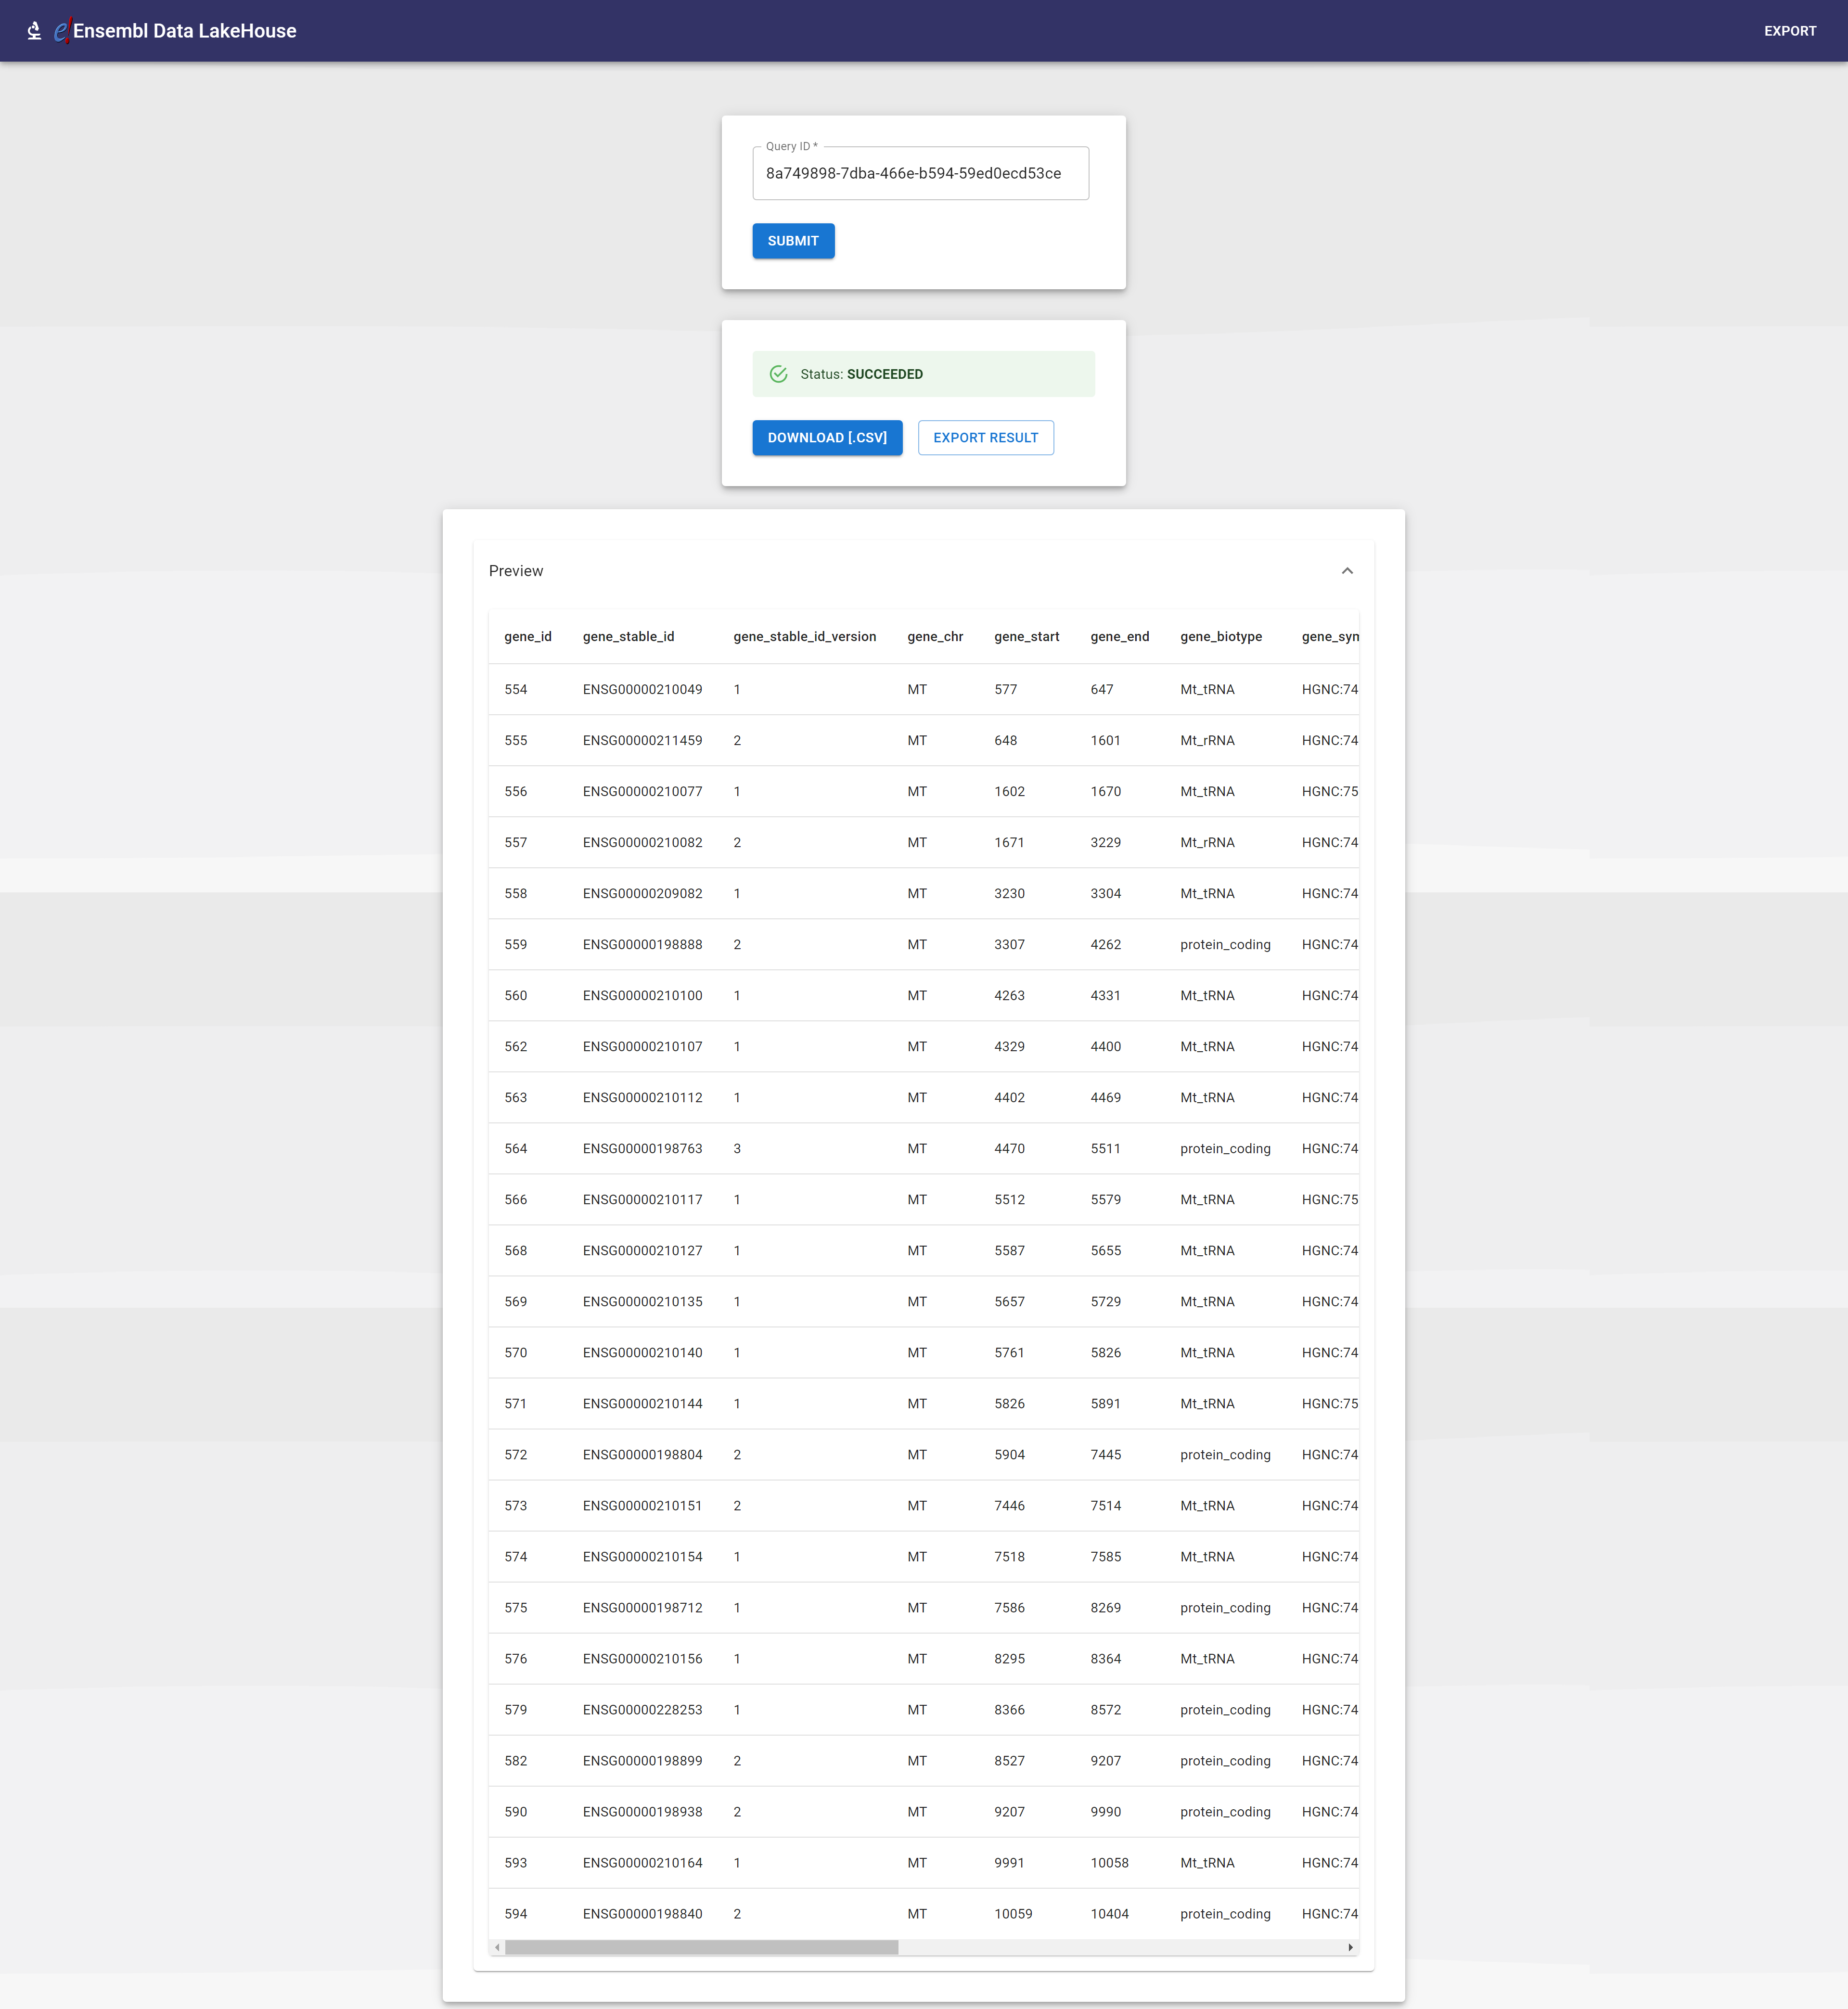 e! Ensembl Data LakeHouse EXPORT
Query ID *
8a749898-7dba-466e-b594-59ed0ecd53ce
SUBMIT
Status: SUCCEEDED
DOWNLOAD [.CSV] EXPORT RESULT
Preview
gene_id gene_stable_id gene_stable_id_version gene_chr gene_start gene_end gene_biotype gene_syn
554 ENSG00000210049 1 MT 577 647 Mt_tRNA HGNC:74
555 ENSG00000211459 2 MT 648 1601 Mt_rRNA HGNC:74
556 ENSG00000210077 1 MT 1602 1670 Mt_tRNA HGNC:75
557 ENSG00000210082 2 MT 1671 3229 Mt_rRNA HGNC:74
558 ENSG00000209082 1 MT 3230 3304 Mt_tRNA HGNC:74
559 ENSG00000198888 2 MT 3307 4262 protein_coding HGNC:74
560 ENSG00000210100 1 MT 4263 4331 Mt_tRNA HGNC:74
562 ENSG00000210107 1 MT 4329 4400 Mt_tRNA HGNC:74
563 ENSG00000210112 1 MT 4402 4469 Mt_tRNA HGNC:74
564 ENSG00000198763 3 MT 4470 5511 protein_coding HGNC:74
566 ENSG00000210117 1 MT 5512 5579 Mt_tRNA HGNC:75
568 ENSG00000210127 1 MT 5587 5655 Mt_tRNA HGNC:74
569 ENSG00000210135 1 MT 5657 5729 Mt_tRNA HGNC:74
570 ENSG00000210140 1 MT 5761 5826 Mt_tRNA HGNC:74
571 ENSG00000210144 1 MT 5826 5891 Mt_tRNA HGNC:75
572 ENSG00000198804 2 MT 5904 7445 protein_coding HGNC:74
573 ENSG00000210151 2 MT 7446 7514 Mt_tRNA HGNC:74
574 ENSG00000210154 1 MT 7518 7585 Mt_tRNA HGNC:74
575 ENSG00000198712 1 MT 7586 8269 protein_coding HGNC:74
576 ENSG00000210156 1 MT 8295 8364 Mt_tRNA HGNC:74
579 ENSG00000228253 1 MT 8366 8572 protein_coding HGNC:74
582 ENSG00000198899 2 MT 8527 9207 protein_coding HGNC:74
590 ENSG00000198938 2 MT 9207 9990 protein_coding HGNC:74
593 ENSG00000210164 1 MT 9991 10058 Mt_tRNA HGNC:74
594 ENSG00000198840 2 MT 10059 10404 protein_coding HGNC:74